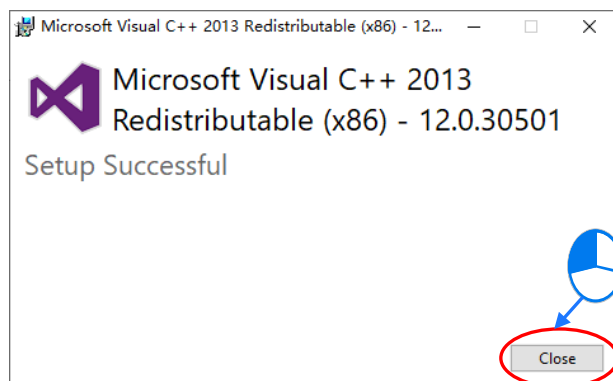 Microsoft Visual C++ 2013 Redistributable (x86) - 12...
Microsoft Visual C++ 2013
Redistributable (x86) - 12.0.30501
Setup Successful
Close